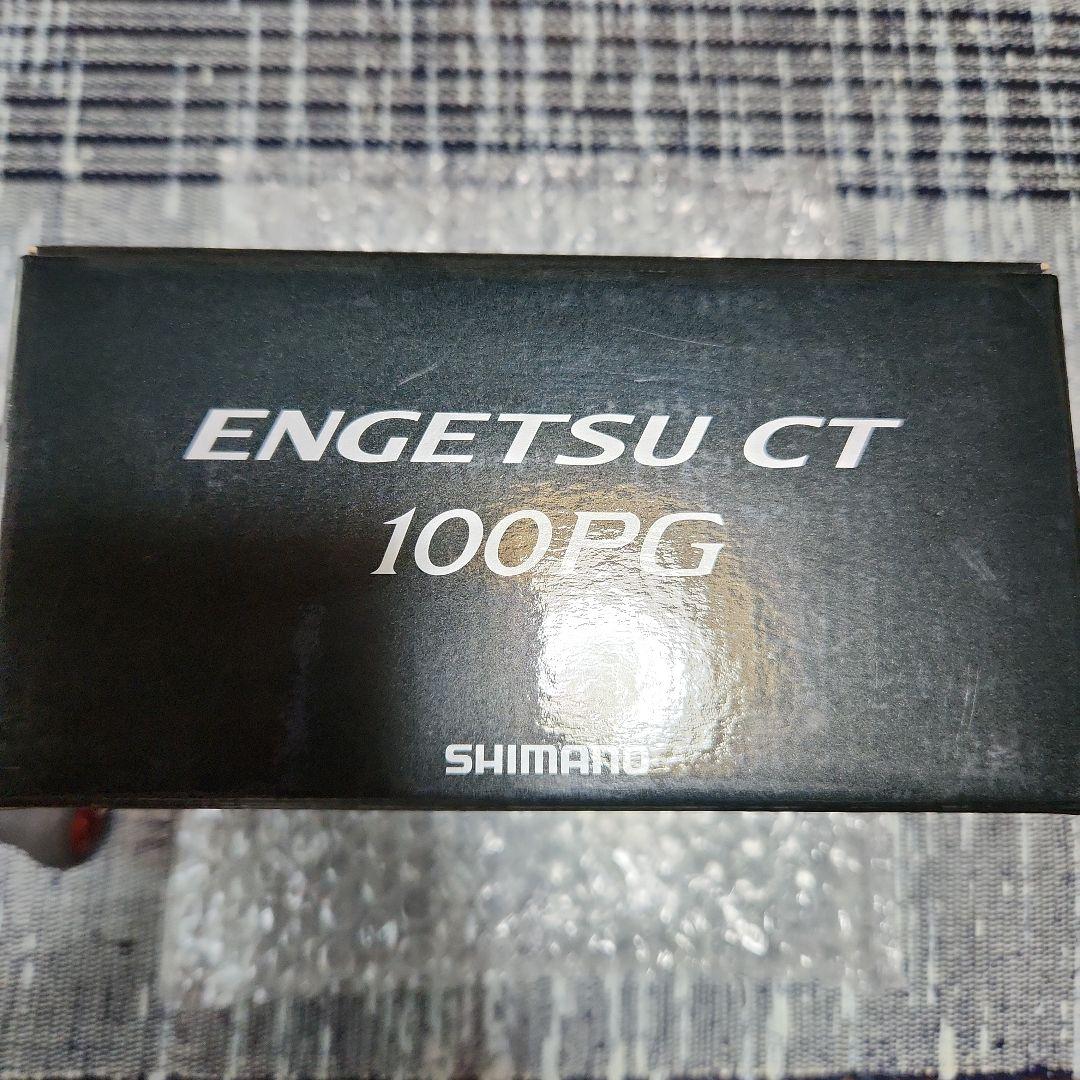 ENGETSU CT
100PG
SHIMANO